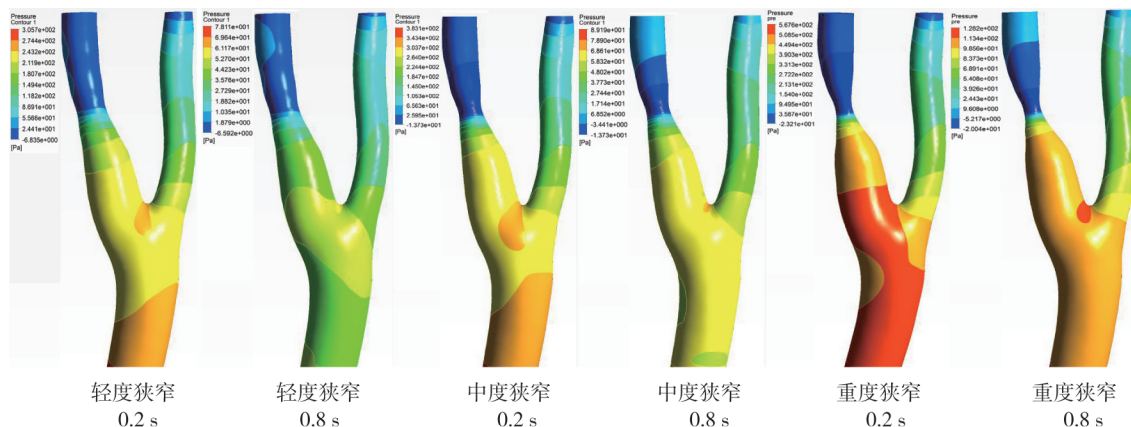 Pressure
Contour 1
3.057e+002
2.744e+002
2.432e+002
2.119e+002
1.807e+002
1.494e+002
1.182e+002
8.691e+001
5.566e+001
2.441e+001
-6.835e+000
[Pa]
Pressure
Contour 1
7.811e+001
6.964e+001
6.117e+001
5.270e+001
4.423e+001
3.576e+001
2.729e+001
1.882e+001
1.035e+001
1.879e+000
-6.592e+000
[Pa]
Pressure
Contour 1
3.831e+002
3.434e+002
3.037e+002
2.640e+002
2.244e+002
1.847e+002
1.450e+002
1.053e+002
6.563e+001
2.595e+001
-1.373e+001
[Pa]
Pressure
Contour 1
8.919e+001
7.890e+001
6.861e+001
5.832e+001
4.802e+001
3.773e+001
2.744e+001
1.714e+001
6.852e+000
-3.441e+000
-1.373e+001
[Pa]
Pressure
pre
5.676e+002
5.085e+002
4.494e+002
3.903e+002
3.313e+002
2.722e+002
2.131e+002
1.540e+002
9.495e+001
3.587e+001
-2.321e+001
[Pa]
Pressure
pre
1.282e+002
1.134e+002
9.856e+001
8.373e+001
6.891e+001
5.408e+001
3.926e+001
2.443e+001
9.608e+000
-5.217e+000
-2.004e+001
[Pa]
轻度狭窄
0.2 s
轻度狭窄
0.8 s
中度狭窄
0.2 s
中度狭窄
0.8 s
重度狭窄
0.2 s
重度狭窄
0.8 s